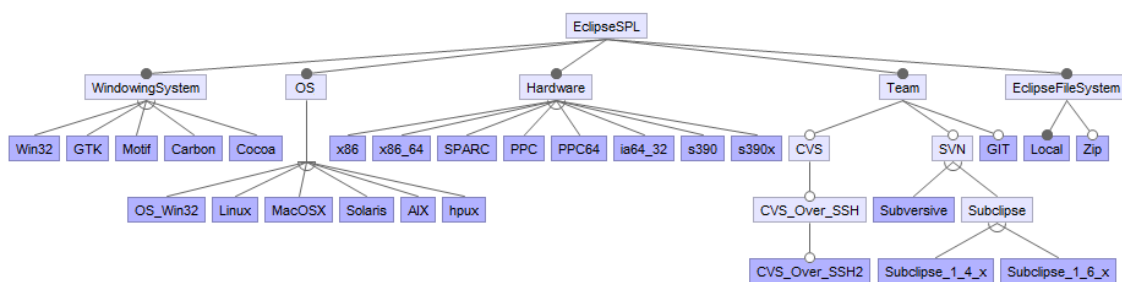 EclipseSPL
WindowingSystem OS Hardware Team EclipseFileSystem
Win32 GTK Motif Carbon Cocoa x86 x86_64 SPARC PPC PPC64 ia64_32 s390 s390x CVS SVN GIT Local Zip
OS_Win32 Linux MacOSX Solaris AIX hpux CVS_Over_SSH Subversive Subclipse
CVS_Over_SSH2 Subclipse_1_4_x Subclipse_1_6_x